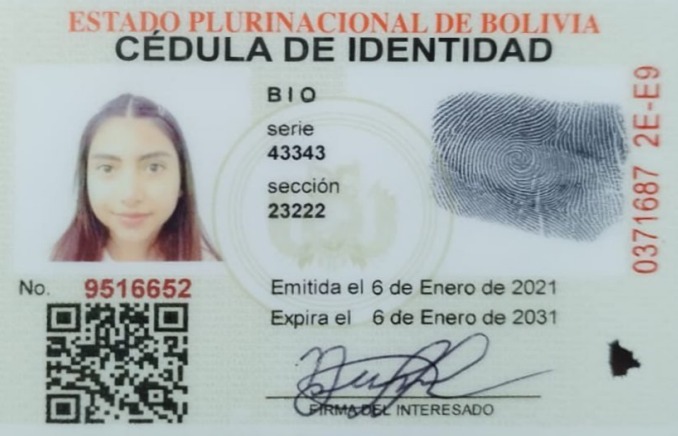 ESTADO PLURINACIONAL DE BOLIVIA
CÉDULA DE IDENTIDAD
BIO
serie
43343
sección
23222
0371687 2E-E9
No. 9516652
Emitida el 6 de Enero de 2021
Expira el 6 de Enero de 2031
FIRMA DEL INTERESADO